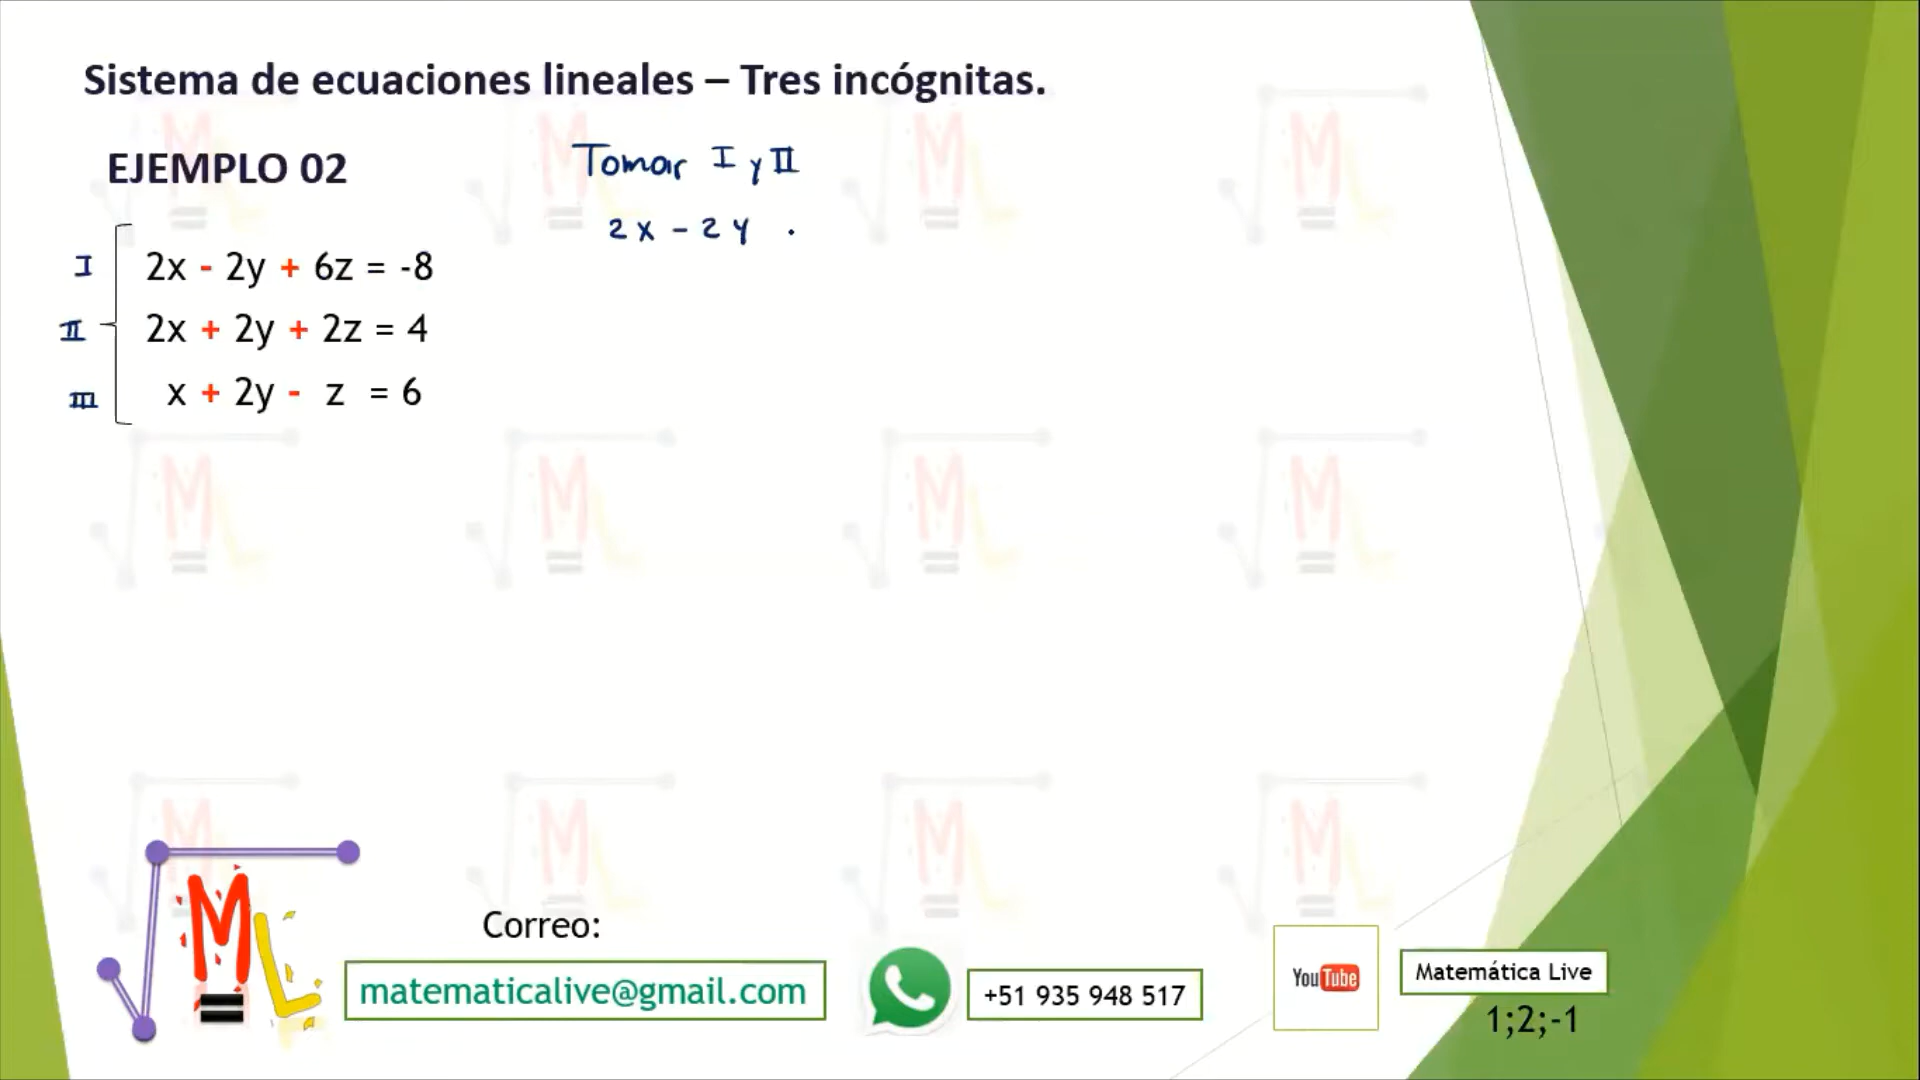 Sistema de ecuaciones lineales – Tres incógnitas.
EJEMPLO 02
Tomar I y II
2x - 2y .
I 2x - 2y + 6z = -8
II 2x + 2y + 2z = 4
III x + 2y - z = 6
ML
Correo:
matematicalive@gmail.com
+51 935 948 517
YouTube
Matemática Live
1;2;-1